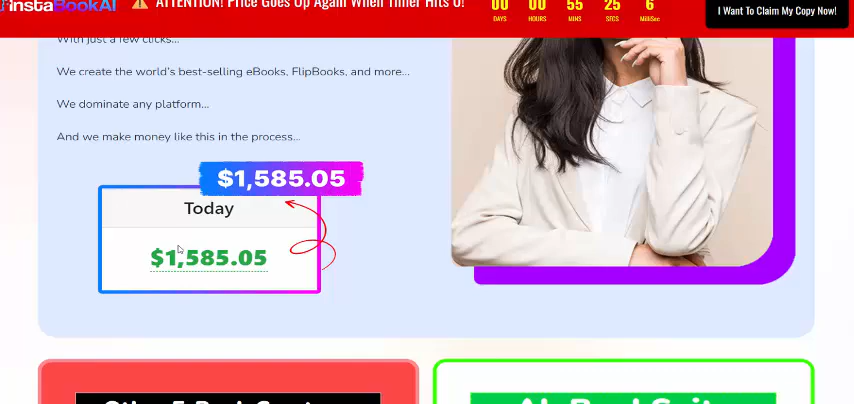 instaBookAI
ATTENTION! Price Goes Up Again When Timer Hits 0!
00 00 55 25 6
DAYS HOURS MINS SECS MilliSec
I Want To Claim My Copy Now!
With just a few clicks...
We create the world's best-selling eBooks, FlipBooks, and more...
We dominate any platform...
And we make money like this in the process...
$1,585.05
Today
$1,585.05